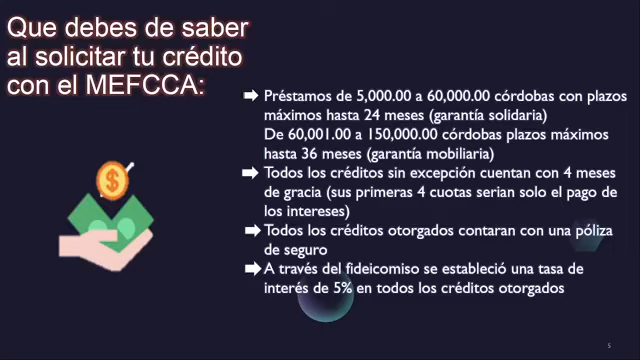 Que debes de saber
al solicitar tu crédito
con el MEFCCA:
Préstamos de 5,000.00 a 60,000.00 córdobas con plazos
máximos hasta 24 meses (garantía solidaria)
De 60,001.00 a 150,000.00 córdobas plazos máximos
hasta 36 meses (garantía mobiliaria)
Todos los créditos sin excepción cuentan con 4 meses
de gracia (sus primeras 4 cuotas serian solo el pago de
los intereses)
Todos los créditos otorgados contaran con una póliza
de seguro
A través del fideicomiso se estableció una tasa de
interés de 5% en todos los créditos otorgados
5